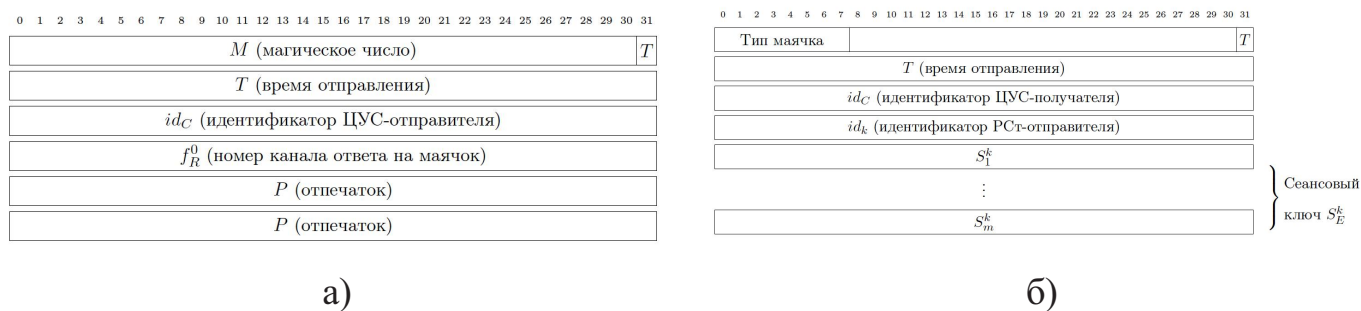 0 1 2 3 4 5 6 7 8 9 10 11 12 13 14 15 16 17 18 19 20 21 22 23 24 25 26 27 28 29 30 31
M (магическое число) T
T (время отправления)
id_C (идентификатор ЦУС-отправителя)
f_R^0 (номер канала ответа на маячок)
P (отпечаток)
P (отпечаток)
а)
0 1 2 3 4 5 6 7 8 9 10 11 12 13 14 15 16 17 18 19 20 21 22 23 24 25 26 27 28 29 30 31
Тип маячка T
T (время отправления)
id_C (идентификатор ЦУС-получателя)
id_k (идентификатор РСт-отправителя)
S_1^k
⋮
S_m^k
Сеансовый
ключ S_E^k
б)